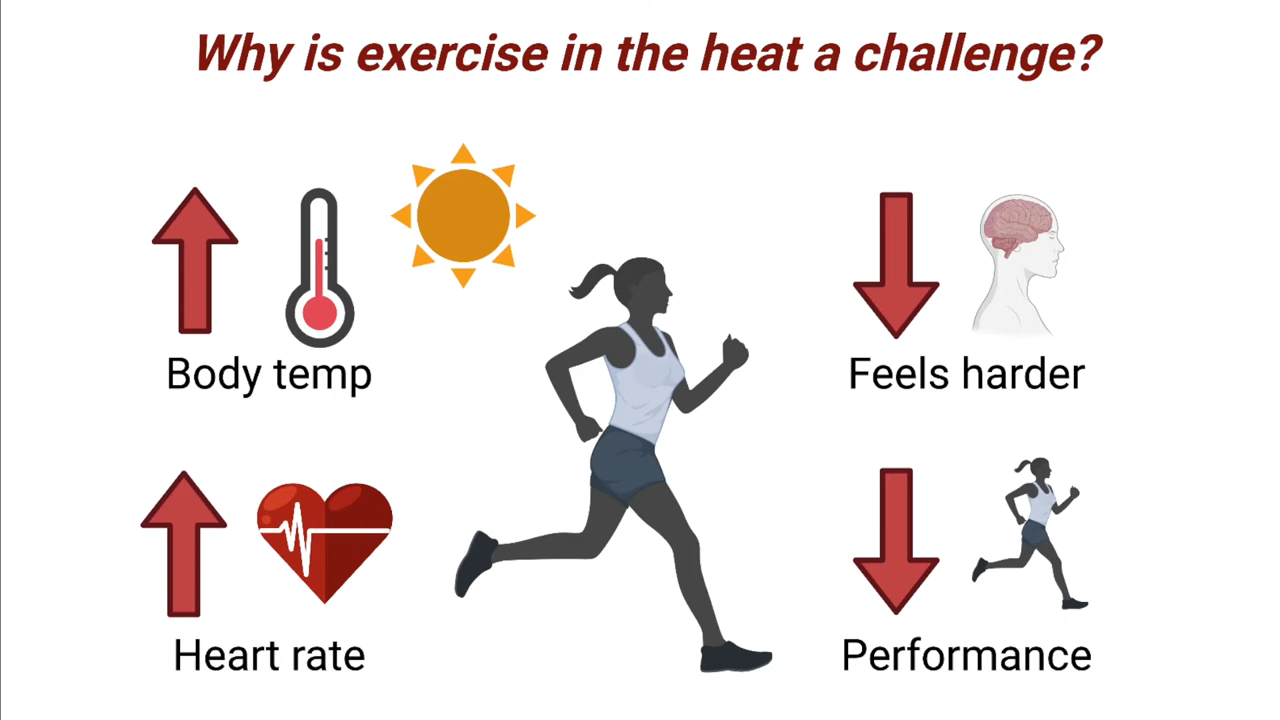 Why is exercise in the heat a challenge?
Body temp
Feels harder
Heart rate
Performance